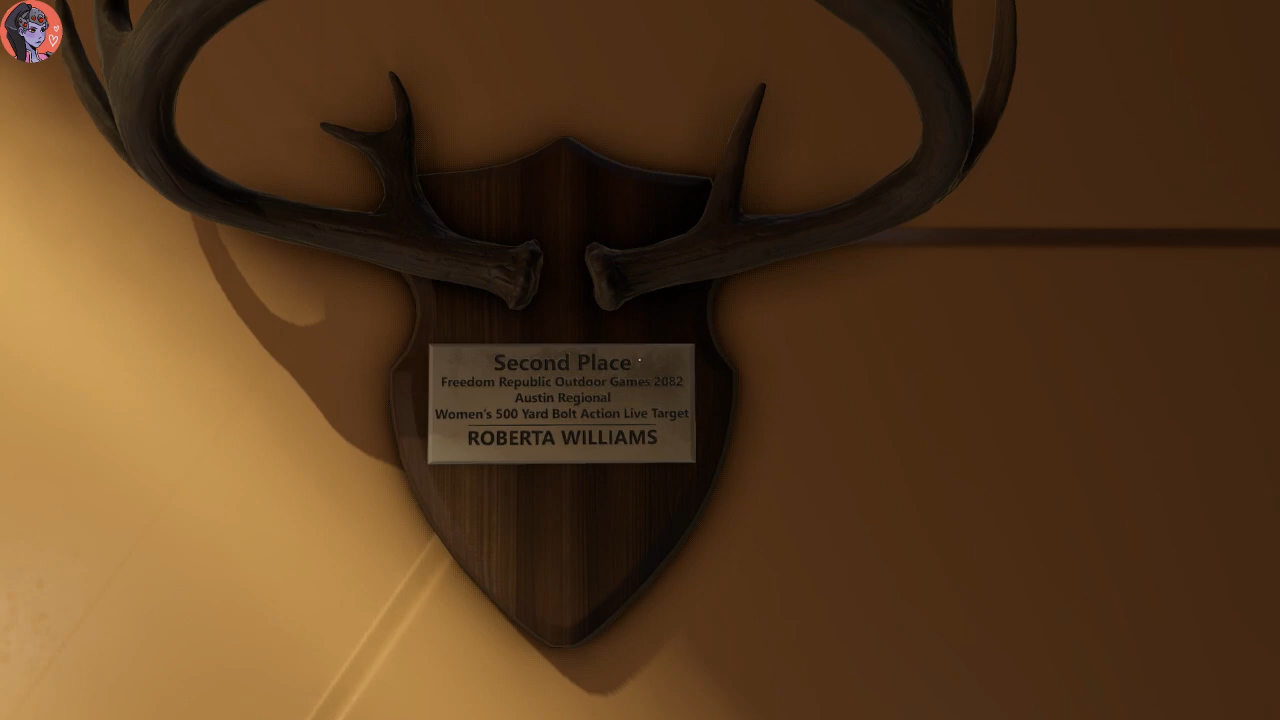 Second Place
Freedom Republic Outdoor Games 2082
Austin Regional
Women's 500 Yard Bolt Action Live Target
ROBERTA WILLIAMS